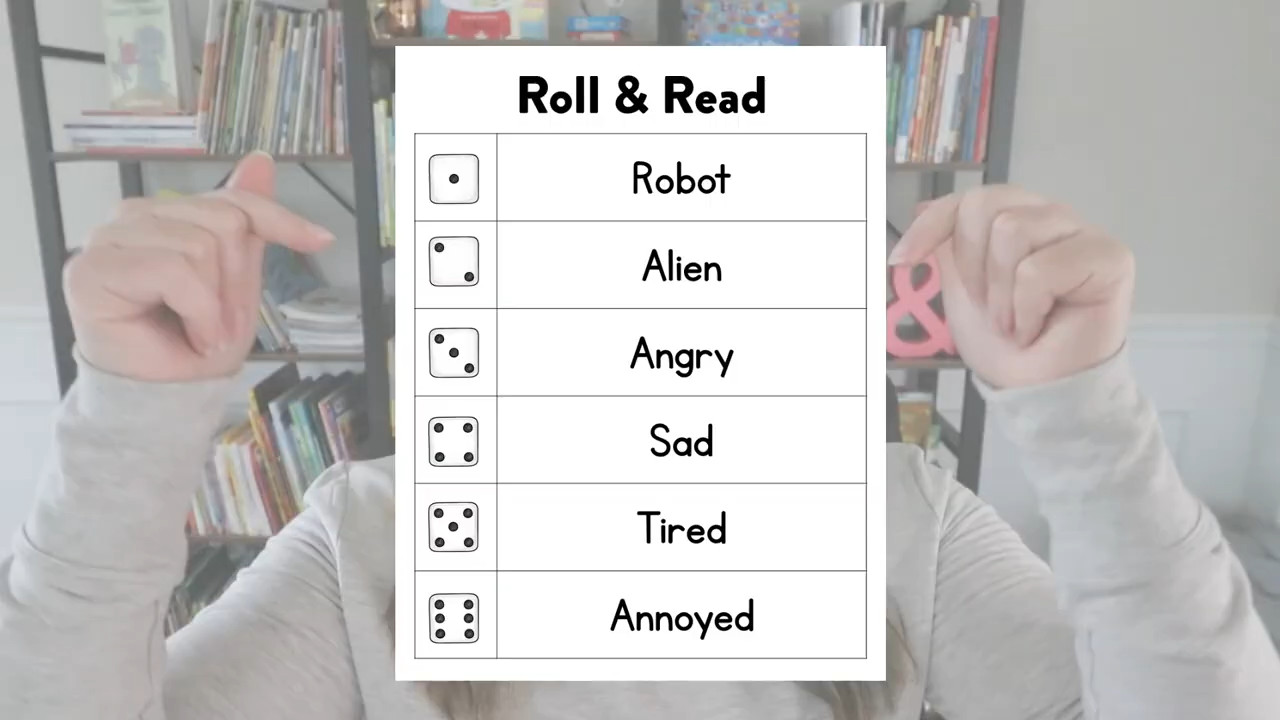 Roll & Read
Robot
Alien
Angry
Sad
Tired
Annoyed
&